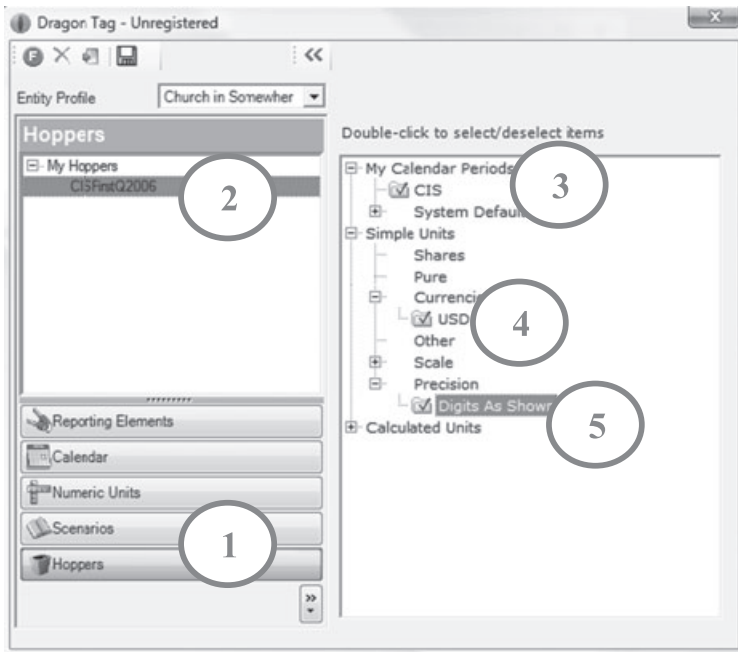 Dragon Tag - Unregistered
Entity Profile
Church in Somewher
Hoppers
My Hoppers
CISFirstQ2006
2
Reporting Elements
Calendar
Numeric Units
Scenarios
Hoppers
1
Double-click to select/deselect items
My Calendar Periods
3
CIS
System Defaul
Simple Units
Shares
Pure
Currencie
USD
4
Other
Scale
Precision
Digits As Shown
5
Calculated Units